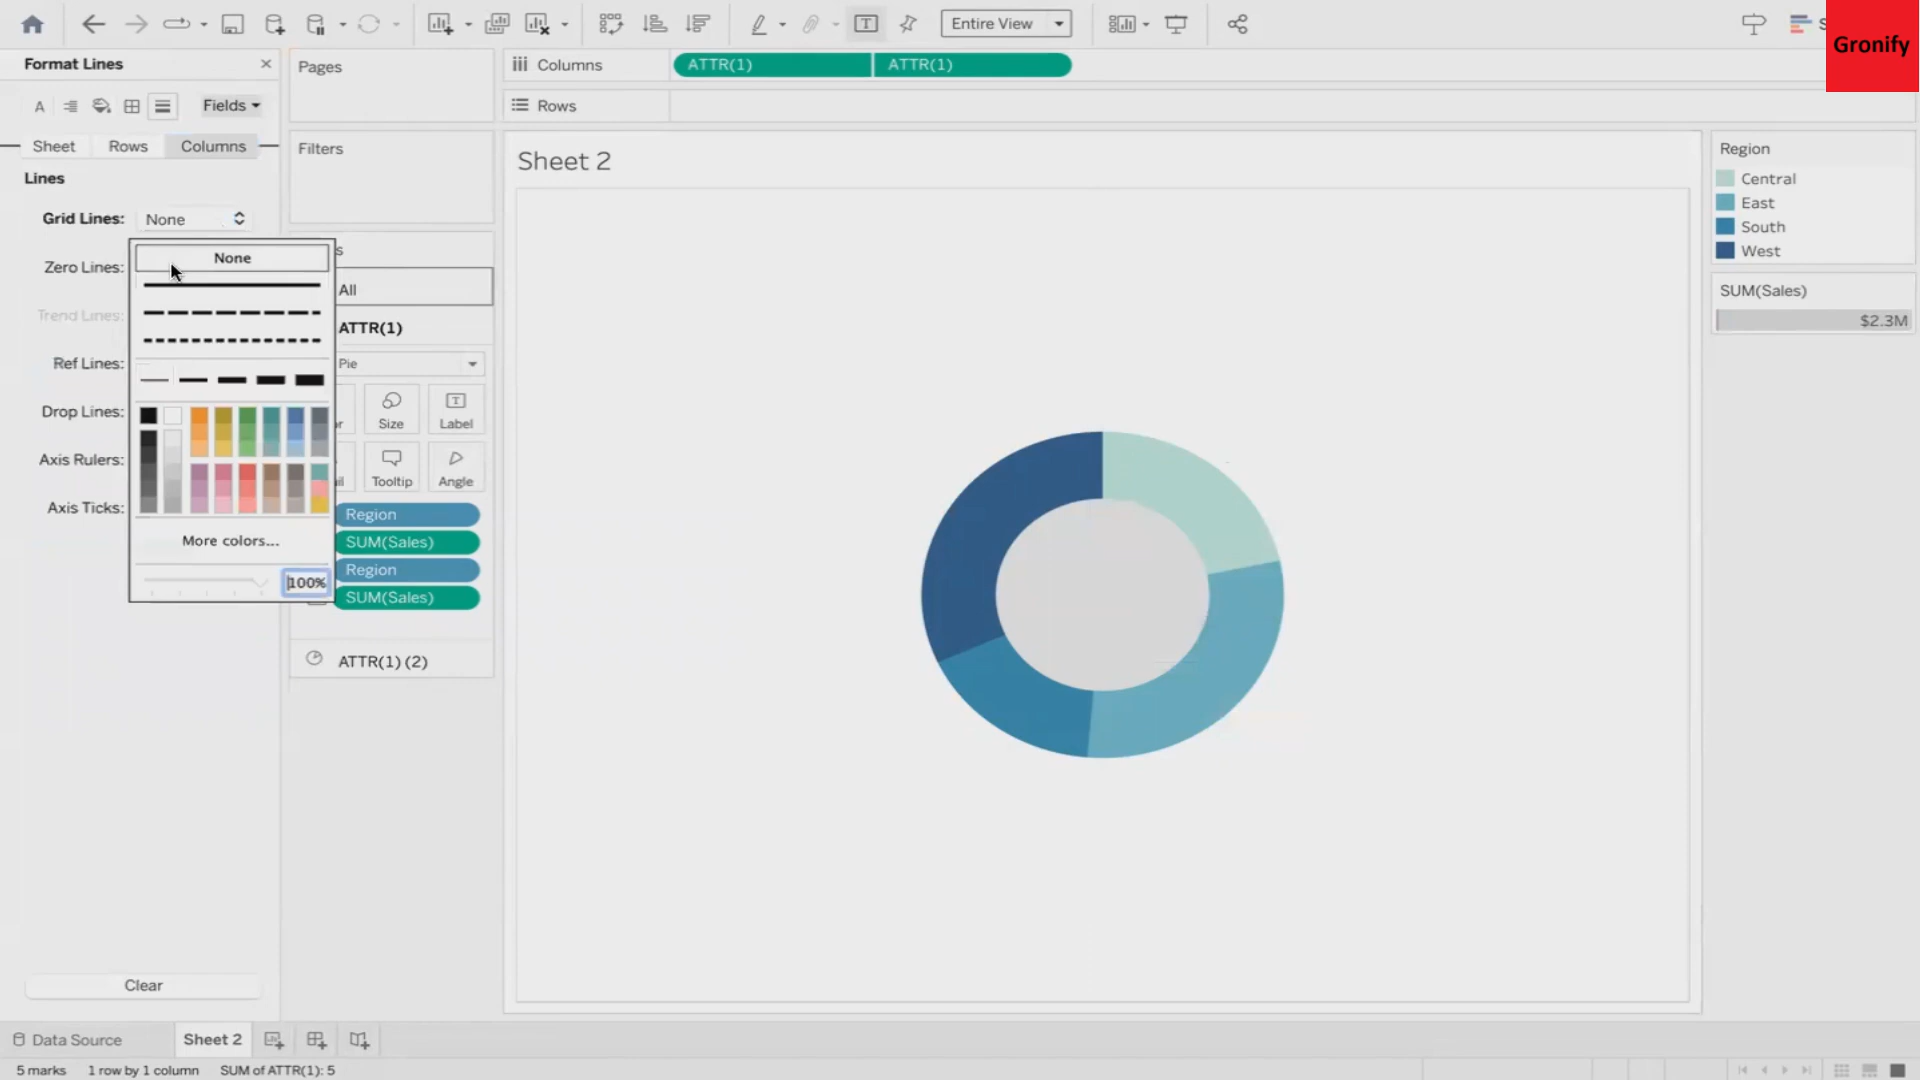 Entire View
Gronify
Format Lines
Fields
Sheet Rows Columns
Lines
Grid Lines: None
Zero Lines:
None
Trend Lines:
Ref Lines:
Drop Lines:
Axis Rulers:
Axis Ticks:
More colors...
100%
Clear
Pages
Filters
s
All
ATTR(1)
Pie
Size
Label
Tooltip
Angle
Region
SUM(Sales)
Region
SUM(Sales)
ATTR(1) (2)
Columns ATTR(1) ATTR(1)
Rows
Sheet 2
Region
Central
East
South
West
SUM(Sales)
$2.3M
Data Source Sheet 2
5 marks 1 row by 1 column SUM of ATTR(1): 5